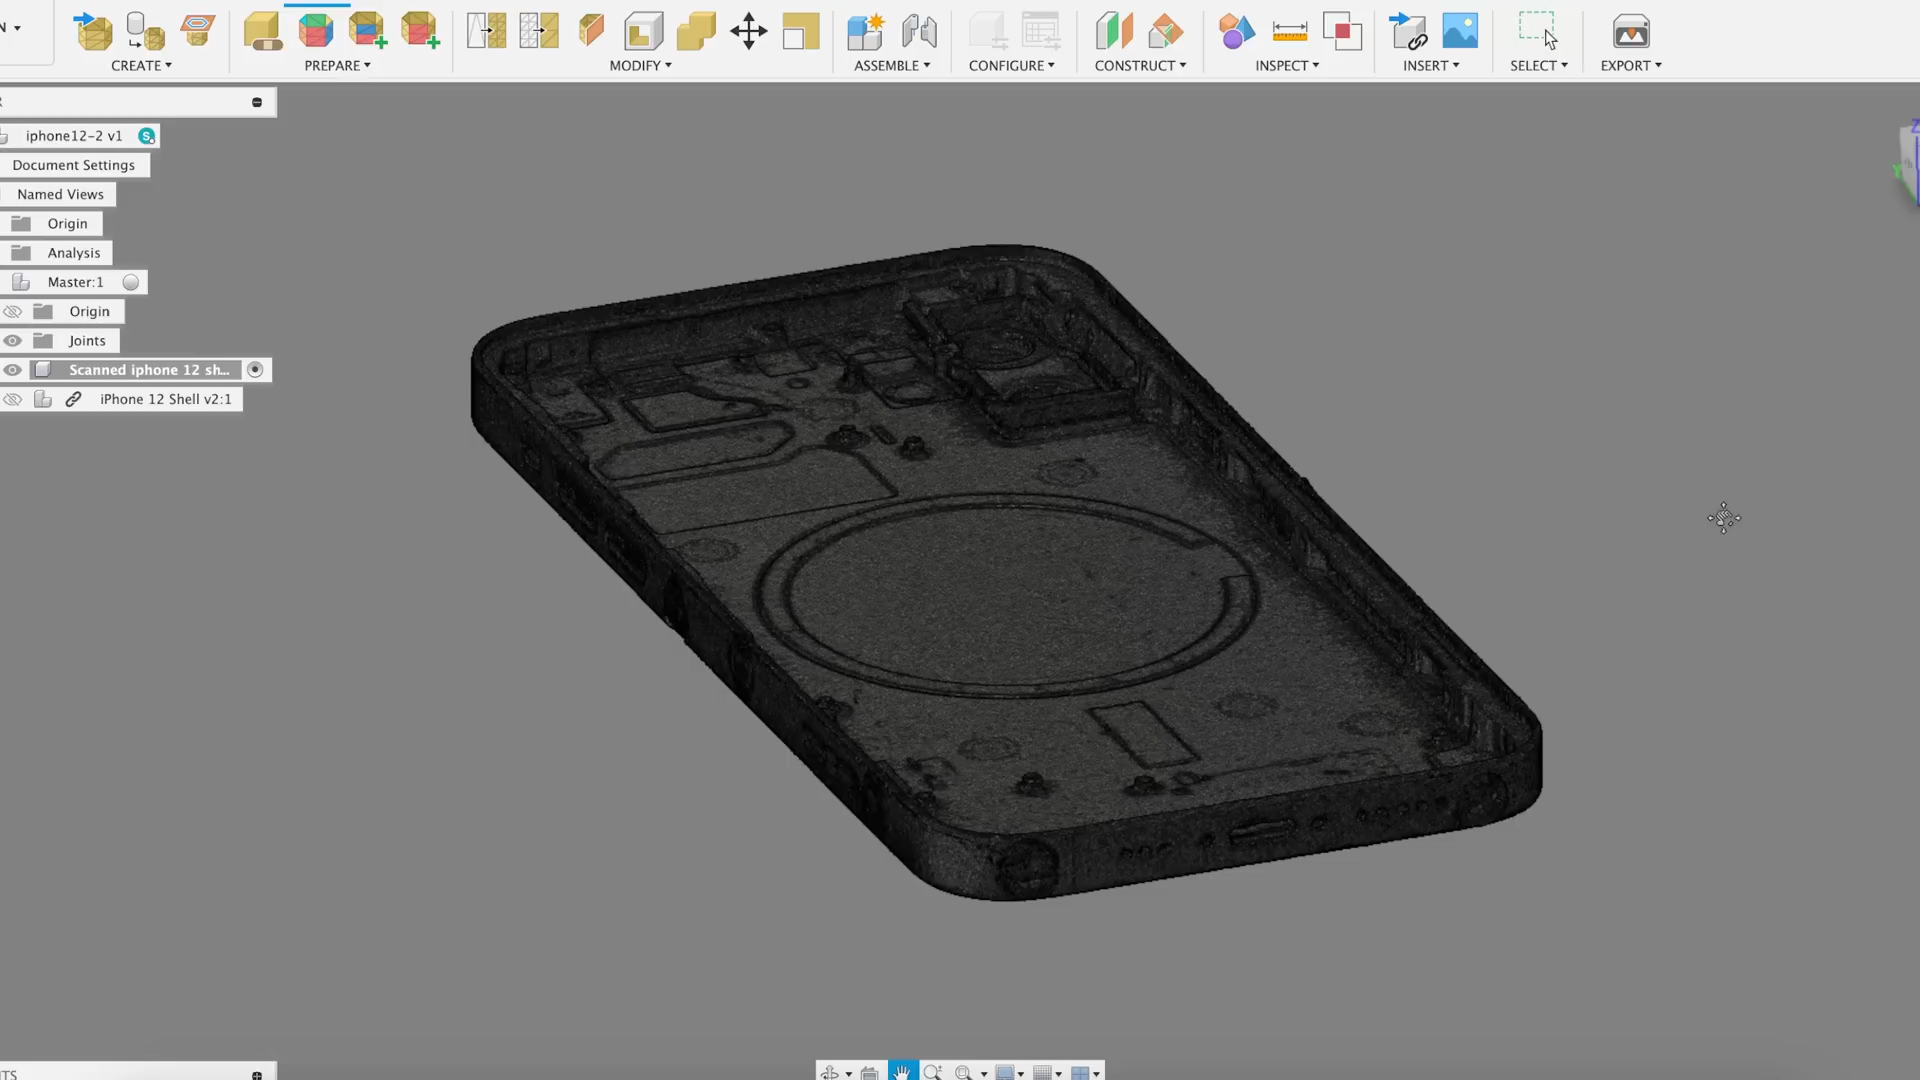 N
CREATE PREPARE MODIFY ASSEMBLE CONFIGURE CONSTRUCT INSPECT INSERT SELECT EXPORT
R
iphone12-2 v1 S
Document Settings
Named Views
Origin
Analysis
Master:1
Origin
Joints
Scanned iphone 12 sh...
iPhone 12 Shell v2:1
Z
Y
TS